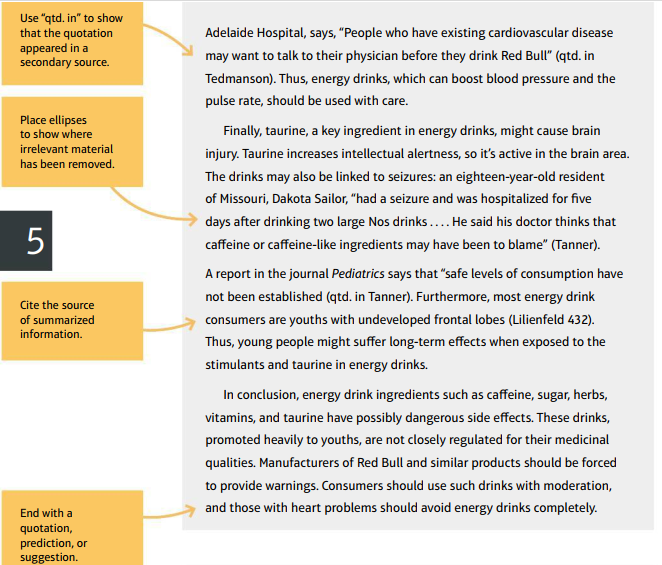 Use “qtd. in” to show
that the quotation
appeared in a
secondary source.
Adelaide Hospital, says, “People who have existing cardiovascular disease
may want to talk to their physician before they drink Red Bull” (qtd. in
Tedmanson). Thus, energy drinks, which can boost blood pressure and the
pulse rate, should be used with care.
Place ellipses
to show where
irrelevant material
has been removed.
Finally, taurine, a key ingredient in energy drinks, might cause brain
injury. Taurine increases intellectual alertness, so it’s active in the brain area.
The drinks may also be linked to seizures: an eighteen-year-old resident
of Missouri, Dakota Sailor, “had a seizure and was hospitalized for five
days after drinking two large Nos drinks . . . . He said his doctor thinks that
caffeine or caffeine-like ingredients may have been to blame” (Tanner).
5
A report in the journal Pediatrics says that “safe levels of consumption have
not been established (qtd. in Tanner). Furthermore, most energy drink
consumers are youths with undeveloped frontal lobes (Lilienfeld 432).
Thus, young people might suffer long-term effects when exposed to the
stimulants and taurine in energy drinks.
Cite the source
of summarized
information.
In conclusion, energy drink ingredients such as caffeine, sugar, herbs,
vitamins, and taurine have possibly dangerous side effects. These drinks,
promoted heavily to youths, are not closely regulated for their medicinal
qualities. Manufacturers of Red Bull and similar products should be forced
to provide warnings. Consumers should use such drinks with moderation,
and those with heart problems should avoid energy drinks completely.
End with a
quotation,
prediction, or
suggestion.